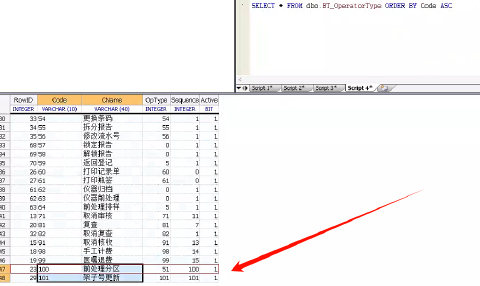 SELECT * FROM dbo.BT_OperatorType ORDER BY Code ASC
Script 1* Script 2* Script 3* Script 4*
RowID Code CName OpType Sequence Active
INTEGER VARCHAR (10) VARCHAR (40) INTEGER INTEGER BIT
30 33 54 更换条码 54 1 1
31 34 55 拆分报告 55 1 1
32 35 56 修改流水号 56 1 1
33 68 57 锁定报告 0 1 1
34 69 58 解锁报告 0 1 1
35 70 59 返回登记 5 1 1
36 26 60 打印记录单 60 0 1
37 27 61 打印瓶签 61 0 1
38 61 62 仪器归档 0 1 1
39 62 63 仪器前处理 0 1 1
40 63 64 前处理排样 5 1 1
41 13 71 取消审核 71 11 1
42 20 81 复查 81 7 1
43 32 82 取消复查 82 1 1
44 15 91 取消核收 91 13 1
45 18 98 手工计费 98 14 1
46 19 99 医嘱退费 99 15 1
47 23 100 前处理分区 51 100 1
48 29 101 架子号更新 101 101 1